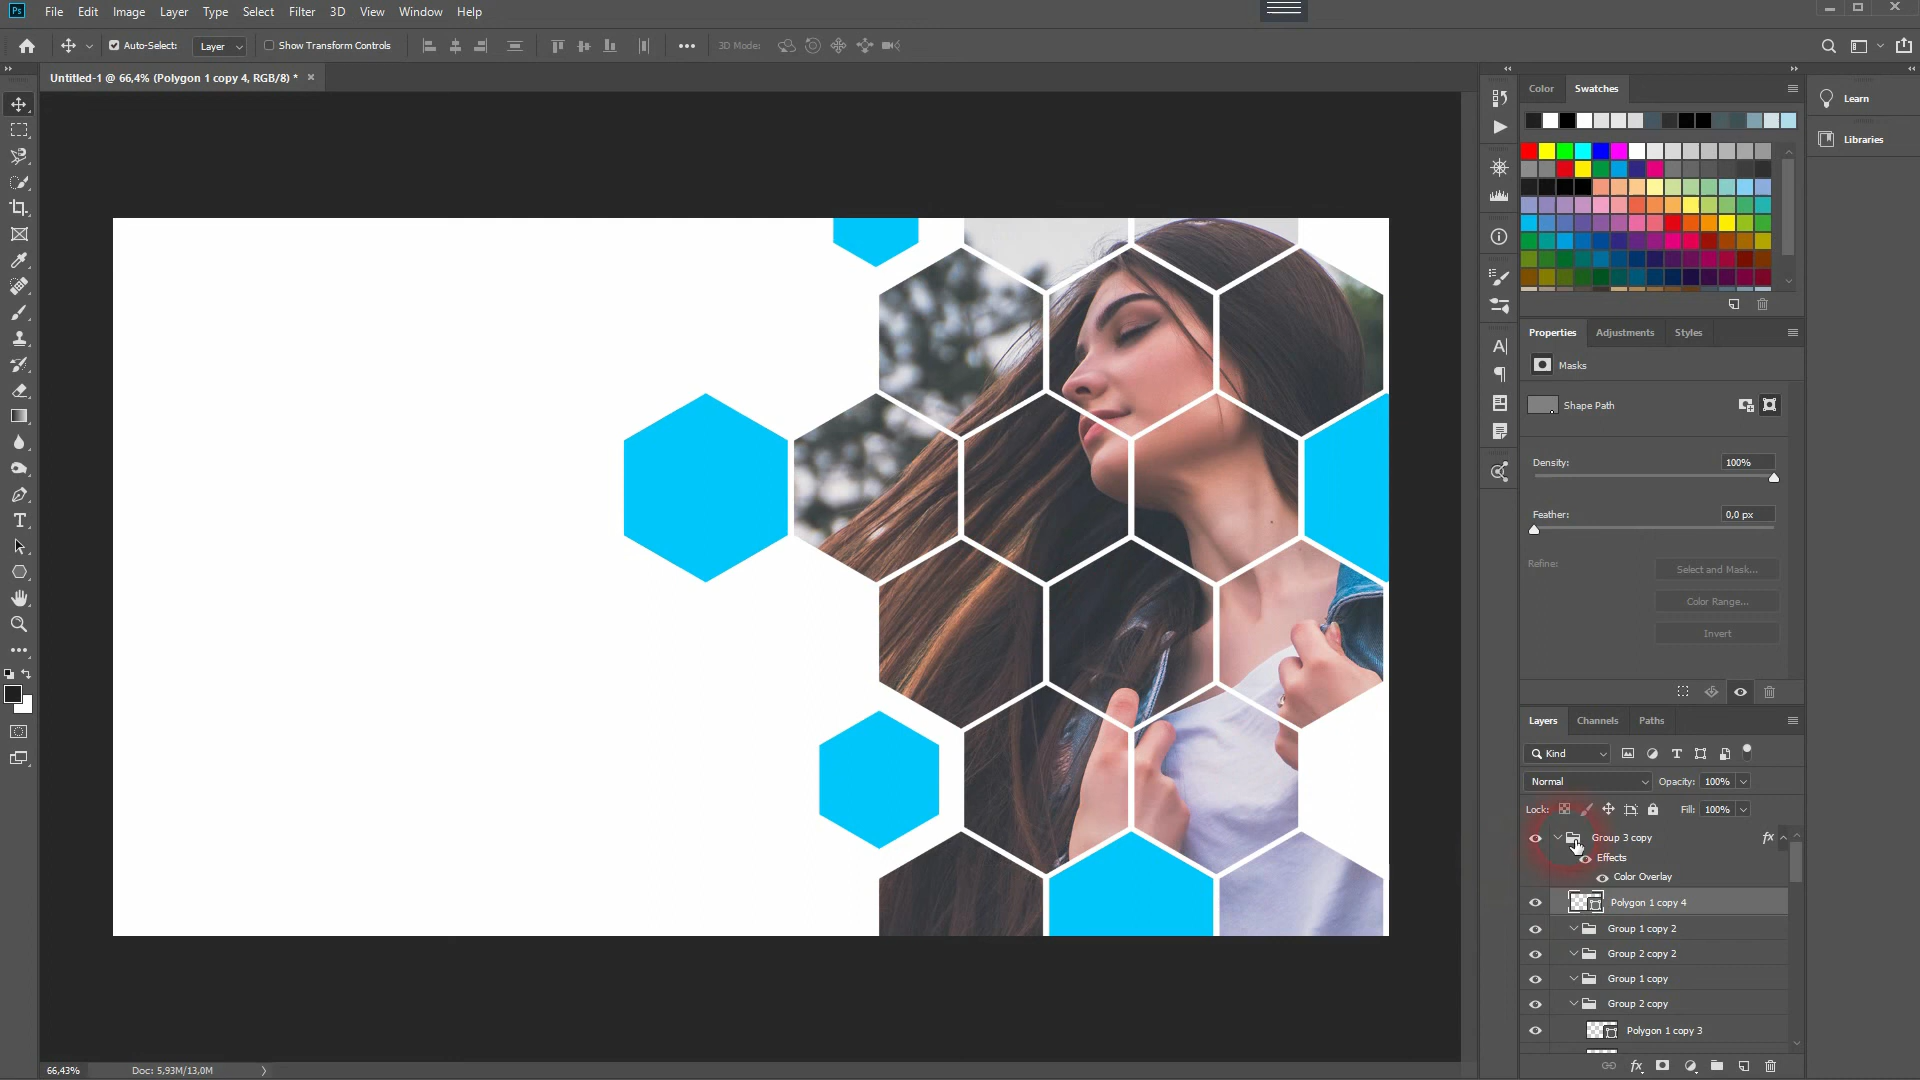 Ps
File Edit Image Layer Type Select Filter 3D View Window Help
Auto-Select: Layer Show Transform Controls 3D Mode:
Untitled-1 @ 66,4% (Polygon 1 copy 4, RGB/8) * ×
Color Swatches
Learn
Libraries
Properties Adjustments Styles
Masks
Shape Path
Density: 100%
Feather: 0,0 px
Refine: Select and Mask...
Color Range...
Invert
Layers Channels Paths
Kind
Normal Opacity: 100%
Lock: Fill: 100%
Group 3 copy fx
Effects
Color Overlay
Polygon 1 copy 4
Group 1 copy 2
Group 2 copy 2
Group 1 copy
Group 2 copy
Polygon 1 copy 3
66,43% Doc: 5,93M/13,0M
fx